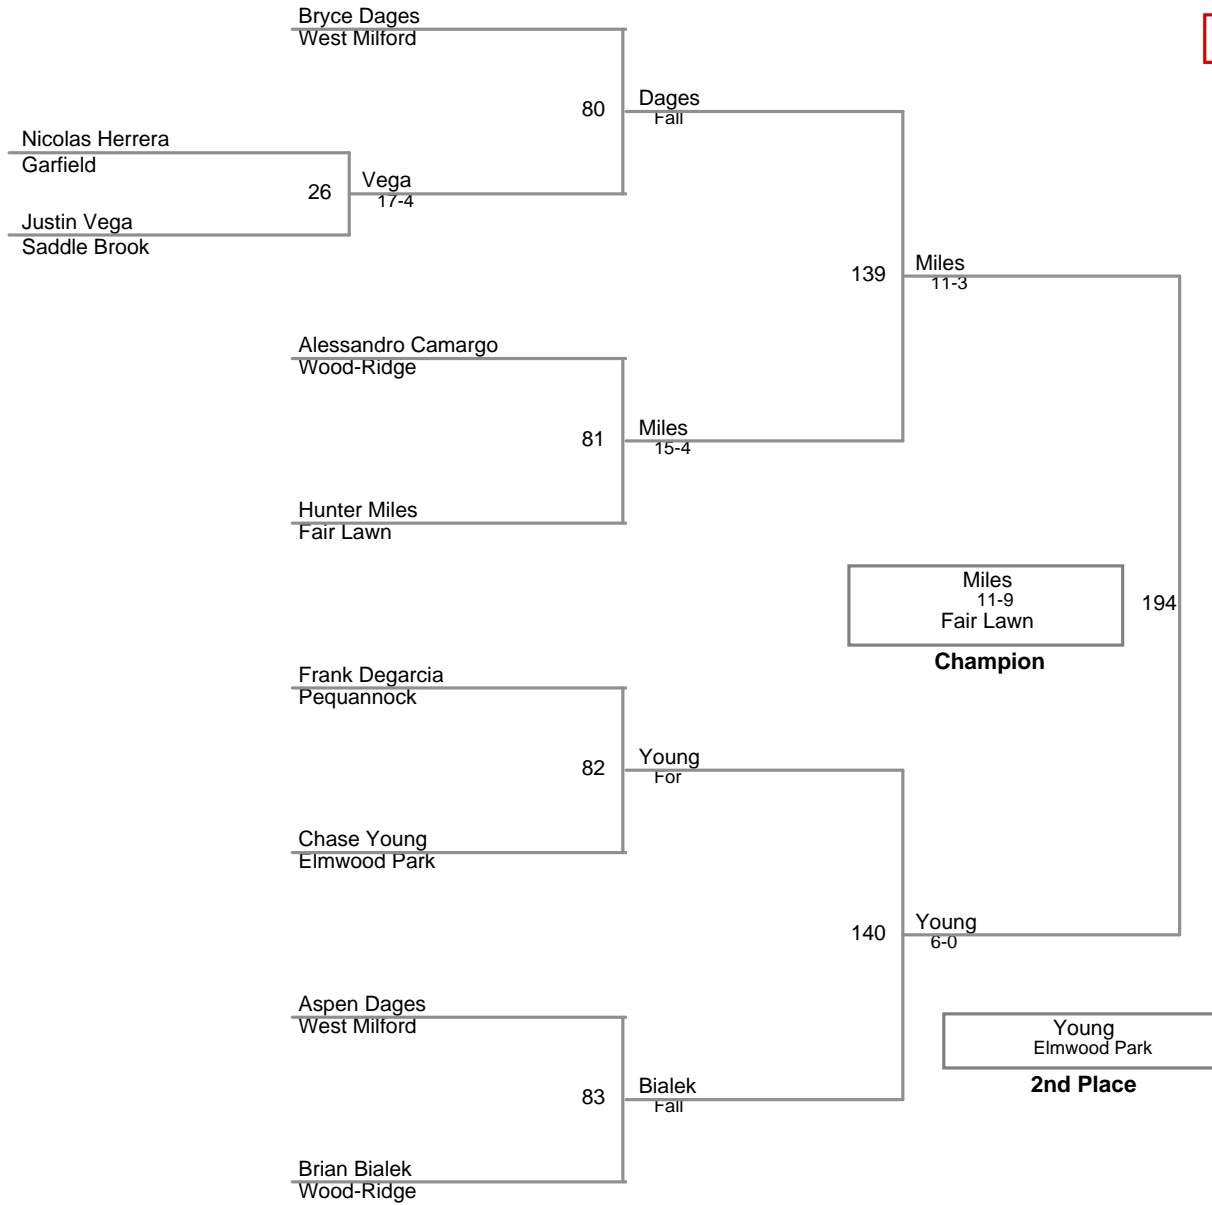 Bryce Dages
West Milford
80
Dages
Fall
Nicolas Herrera
Garfield
26
Vega
17-4
Justin Vega
Saddle Brook
139
Miles
11-3
Alessandro Camargo
Wood-Ridge
81
Miles
15-4
Hunter Miles
Fair Lawn
Miles
11-9
Fair Lawn
Champion
194
Frank Degarcia
Pequannock
82
Young
For
Chase Young
Elmwood Park
140
Young
6-0
Aspen Dages
West Milford
Young
Elmwood Park
2nd Place
83
Bialek
Fall
Brian Bialek
Wood-Ridge